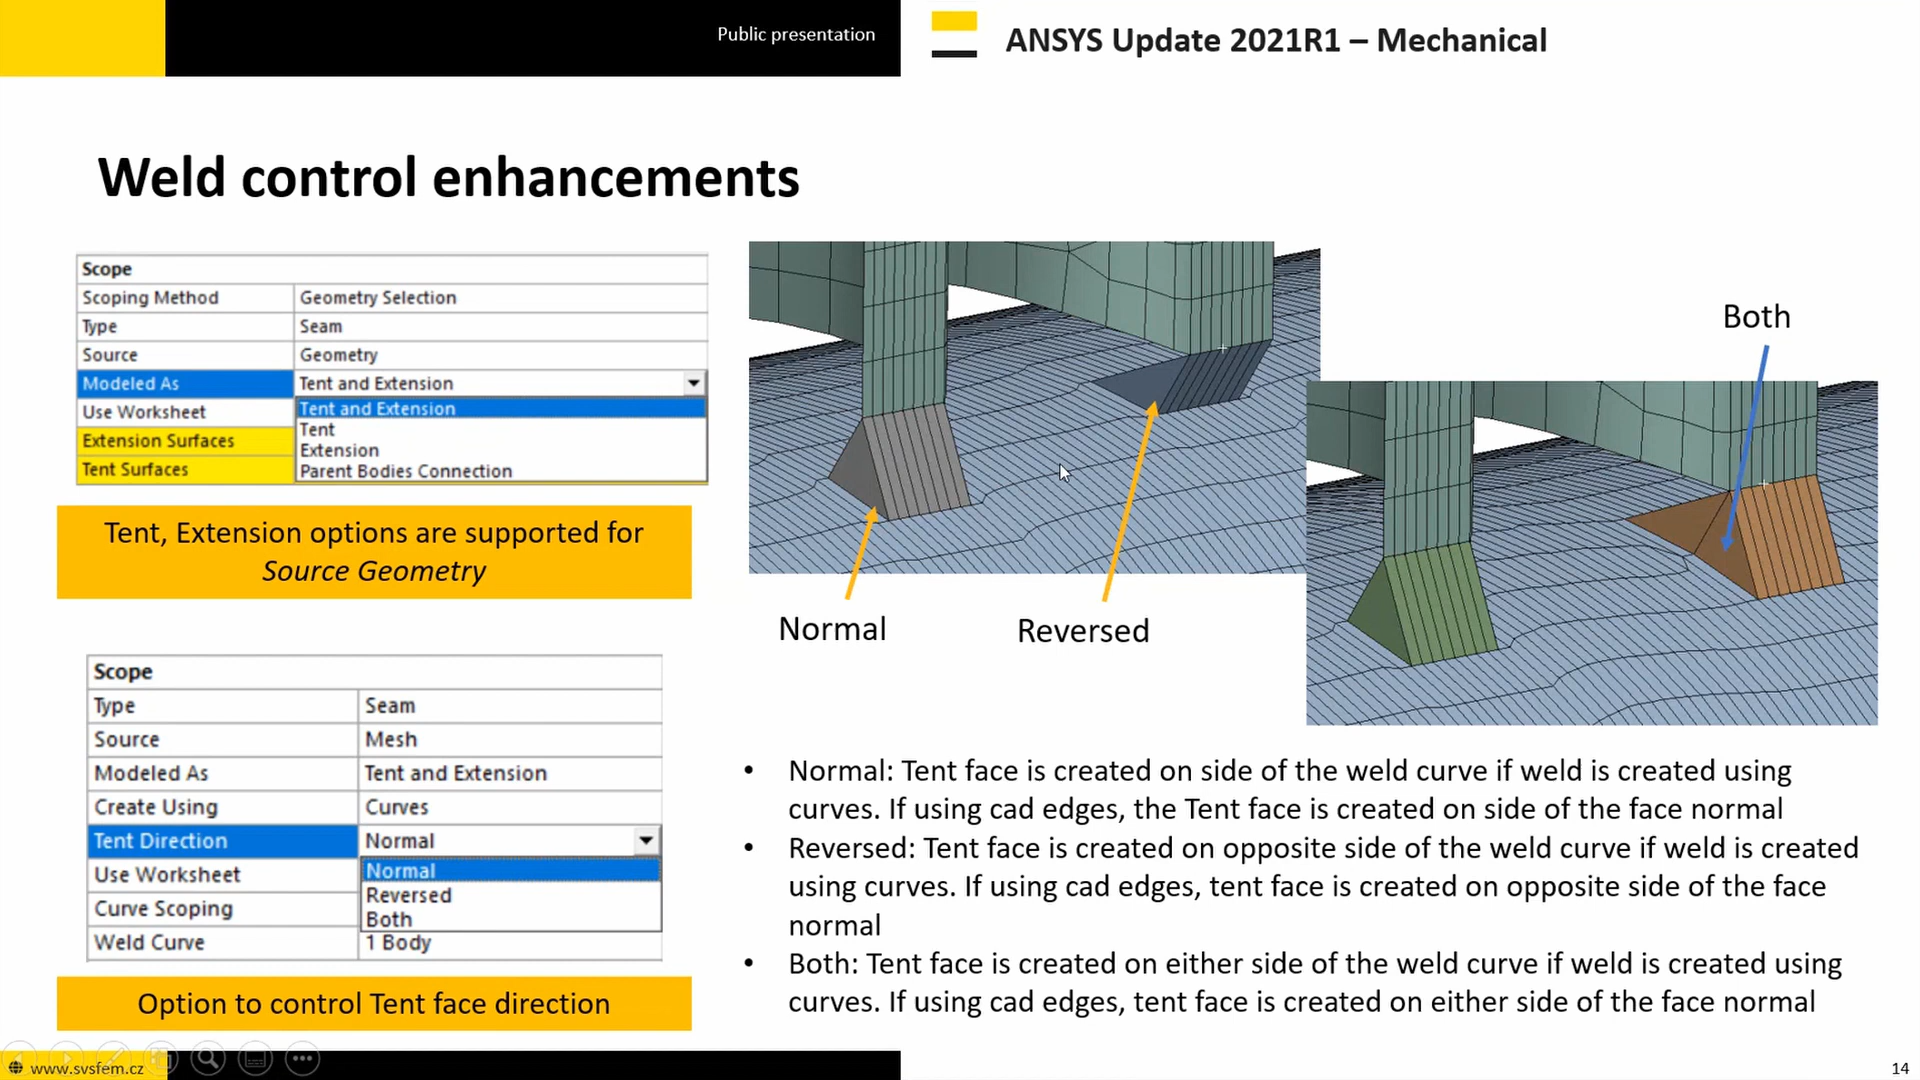 Public presentation
ANSYS Update 2021R1 – Mechanical
Weld control enhancements
Scope
Scoping Method Geometry Selection
Type Seam
Source Geometry
Modeled As Tent and Extension
Use Worksheet Tent and Extension
Tent
Extension Surfaces Extension
Tent Surfaces Parent Bodies Connection
Tent, Extension options are supported for
Source Geometry
Scope
Type Seam
Source Mesh
Modeled As Tent and Extension
Create Using Curves
Tent Direction Normal
Use Worksheet Normal
Reversed
Curve Scoping Both
Weld Curve 1 Body
Option to control Tent face direction
Both
Normal
Reversed
• Normal: Tent face is created on side of the weld curve if weld is created using
curves. If using cad edges, the Tent face is created on side of the face normal
• Reversed: Tent face is created on opposite side of the weld curve if weld is created
using curves. If using cad edges, tent face is created on opposite side of the face
normal
• Both: Tent face is created on either side of the weld curve if weld is created using
curves. If using cad edges, tent face is created on either side of the face normal
www.svsfem.cz
14